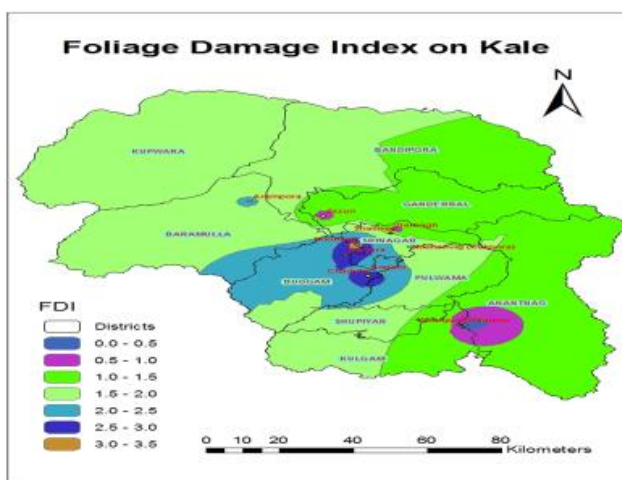 Foliage Damage Index on Kale
N
KUPWARA
BANDIPORA
GANDERBAL
BARAMULLA
SRINAGAR
BUDGAM
PULWAMA
ANANTNAG
SHUPIYAN
KULGAM
FDI
Districts
0.0 - 0.5
0.5 - 1.0
1.0 - 1.5
1.5 - 2.0
2.0 - 2.5
2.5 - 3.0
3.0 - 3.5
0 10 20 40 60 80
Kilometers